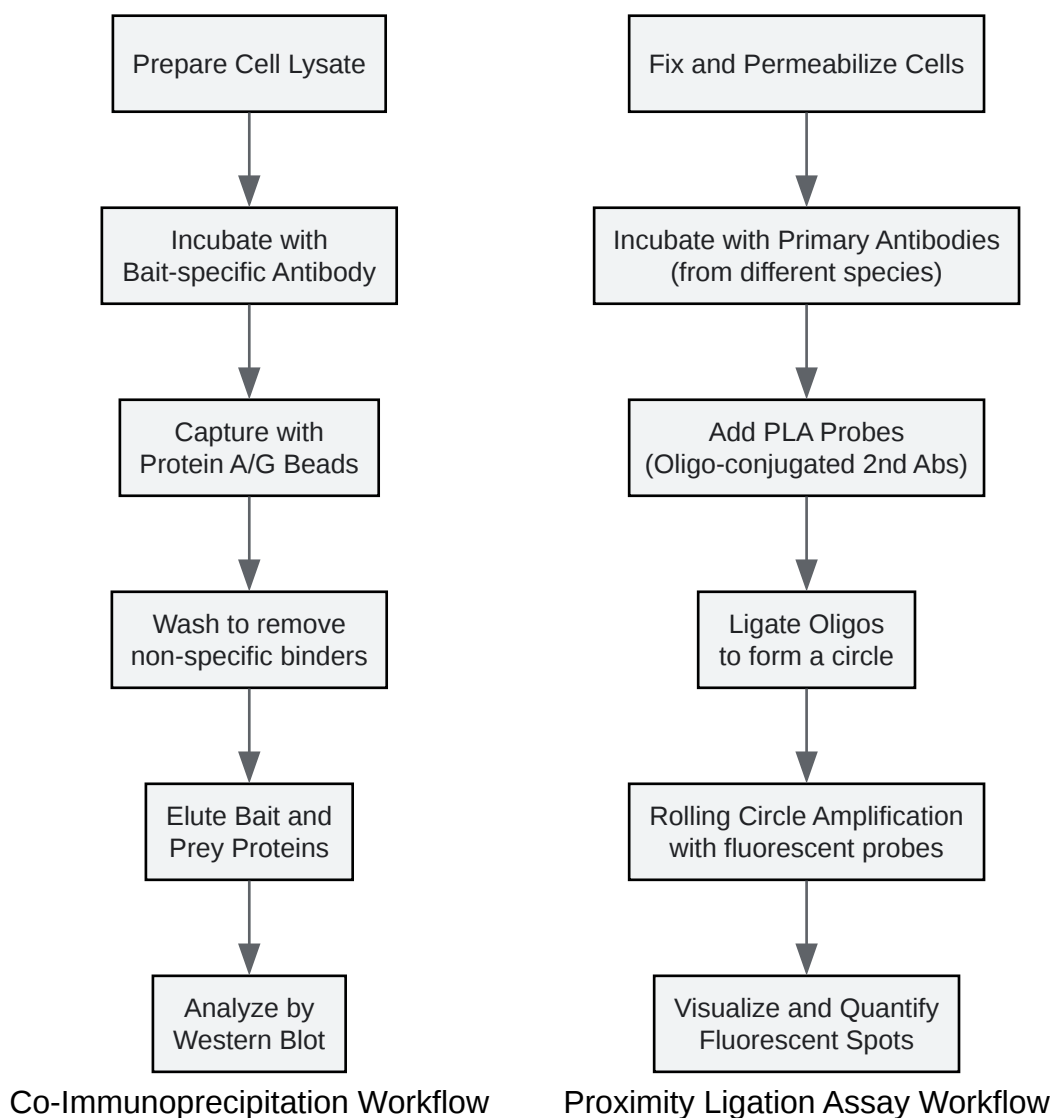 Prepare Cell Lysate
Incubate with
Bait-specific Antibody
Capture with
Protein A/G Beads
Wash to remove
non-specific binders
Elute Bait and
Prey Proteins
Analyze by
Western Blot
Co-Immunoprecipitation Workflow
Fix and Permeabilize Cells
Incubate with Primary Antibodies
(from different species)
Add PLA Probes
(Oligo-conjugated 2nd Abs)
Ligate Oligos
to form a circle
Rolling Circle Amplification
with fluorescent probes
Visualize and Quantify
Fluorescent Spots
Proximity Ligation Assay Workflow